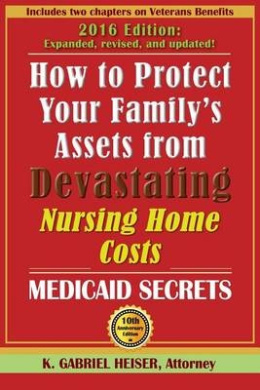 Includes two chapters on Veterans Benefits
2016 Edition:
Expanded, revised, and updated!
How to Protect
Your Family's
Assets from
Devastating
Nursing Home
Costs
MEDICAID SECRETS
10th
Anniversary
Edition
K. GABRIEL HEISER, Attorney